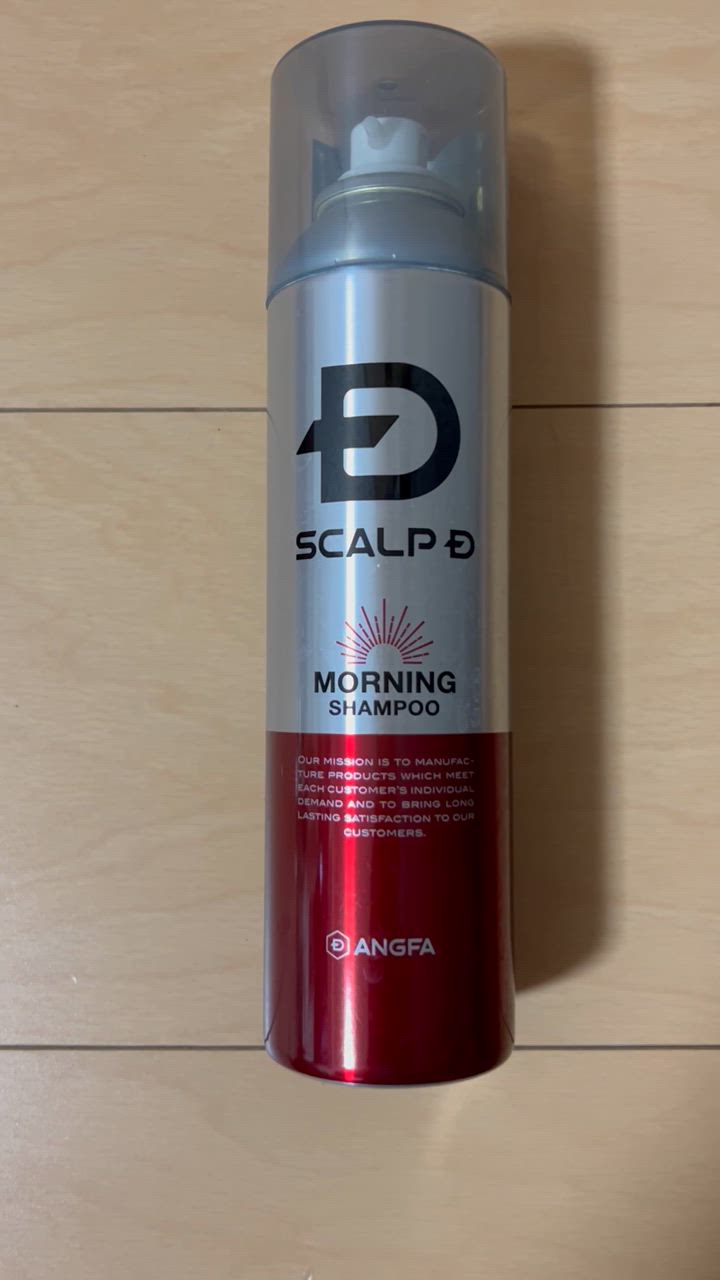 SCALP D
MORNING
SHAMPOO
OUR MISSION IS TO MANUFAC-
TURE PRODUCTS WHICH MEET
EACH CUSTOMER'S INDIVIDUAL
DEMAND AND TO BRING LONG
LASTING SATISFACTION TO OUR
CUSTOMERS.
ANGFA